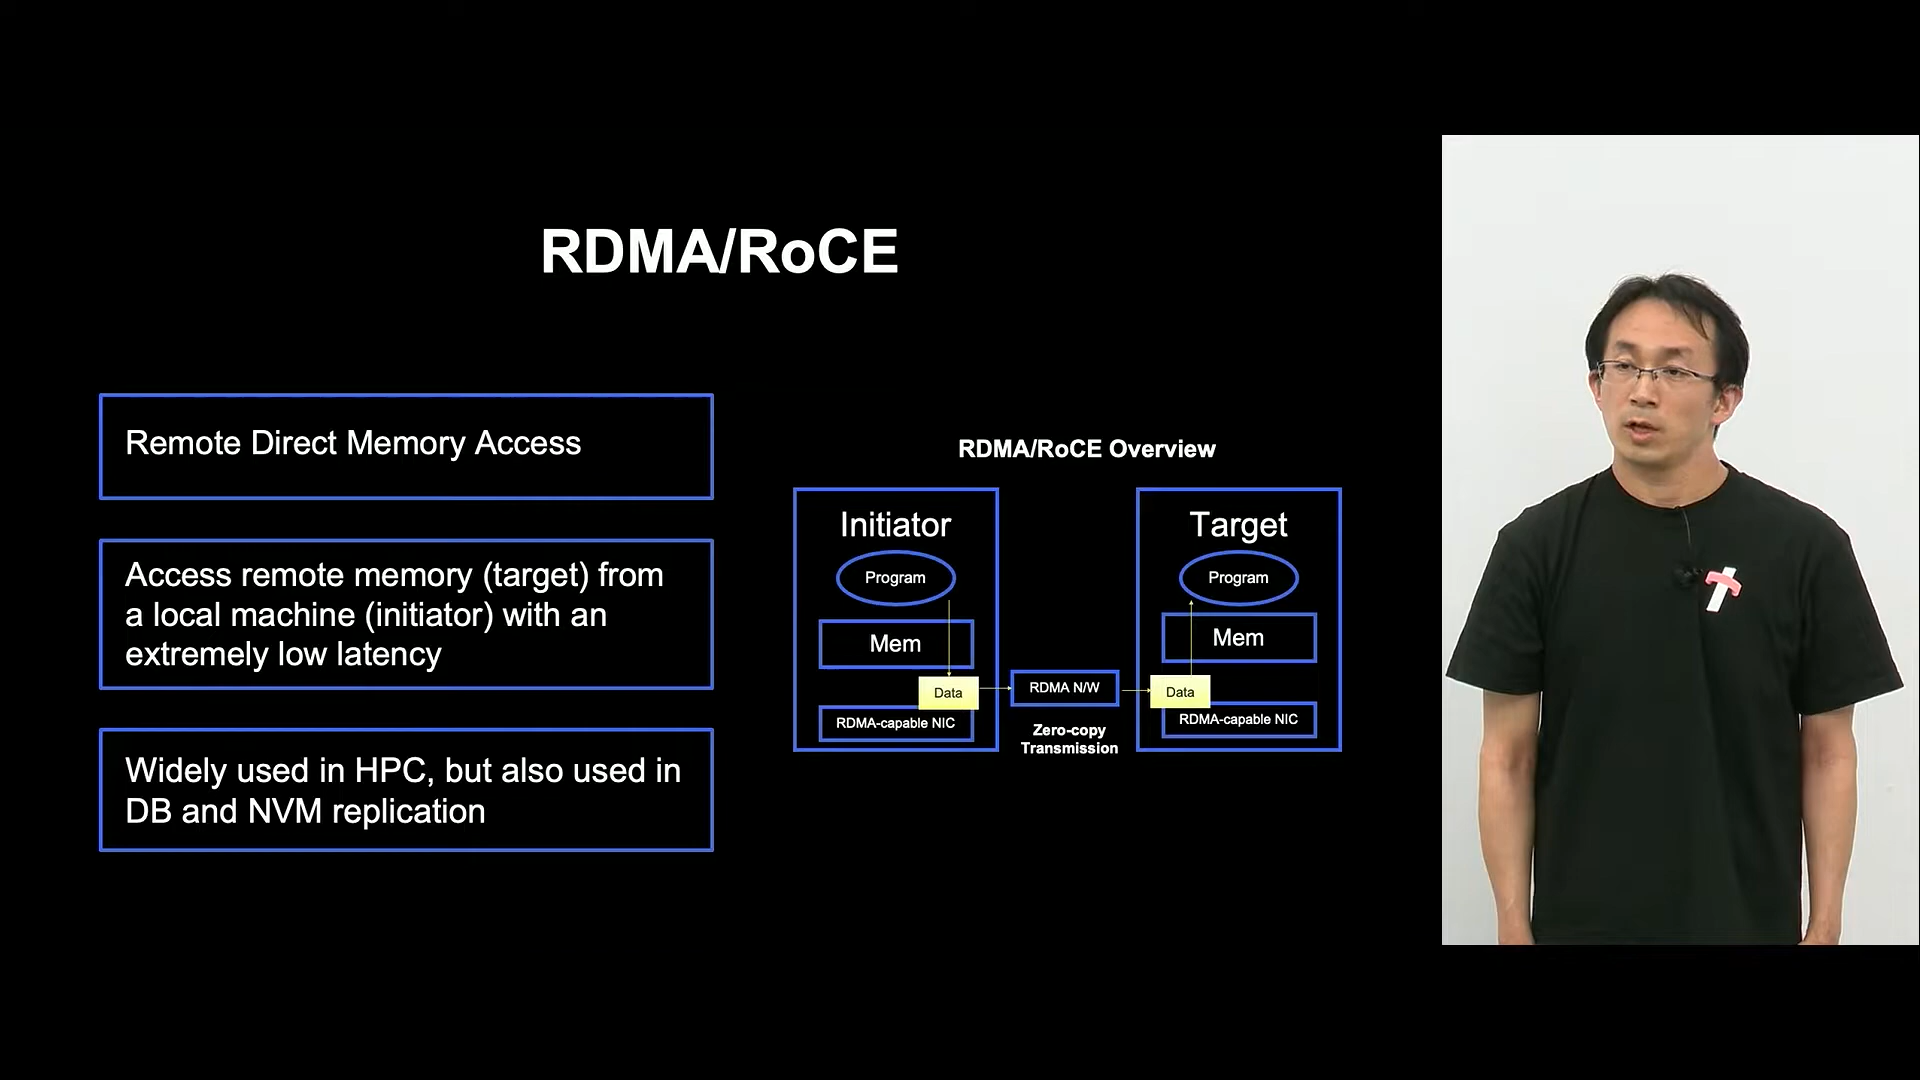 RDMA/RoCE
Remote Direct Memory Access
Access remote memory (target) from
a local machine (initiator) with an
extremely low latency
Widely used in HPC, but also used in
DB and NVM replication
RDMA/RoCE Overview
Initiator
Program
Mem
Data
RDMA-capable NIC
RDMA N/W
Zero-copy
Transmission
Target
Program
Mem
Data
RDMA-capable NIC